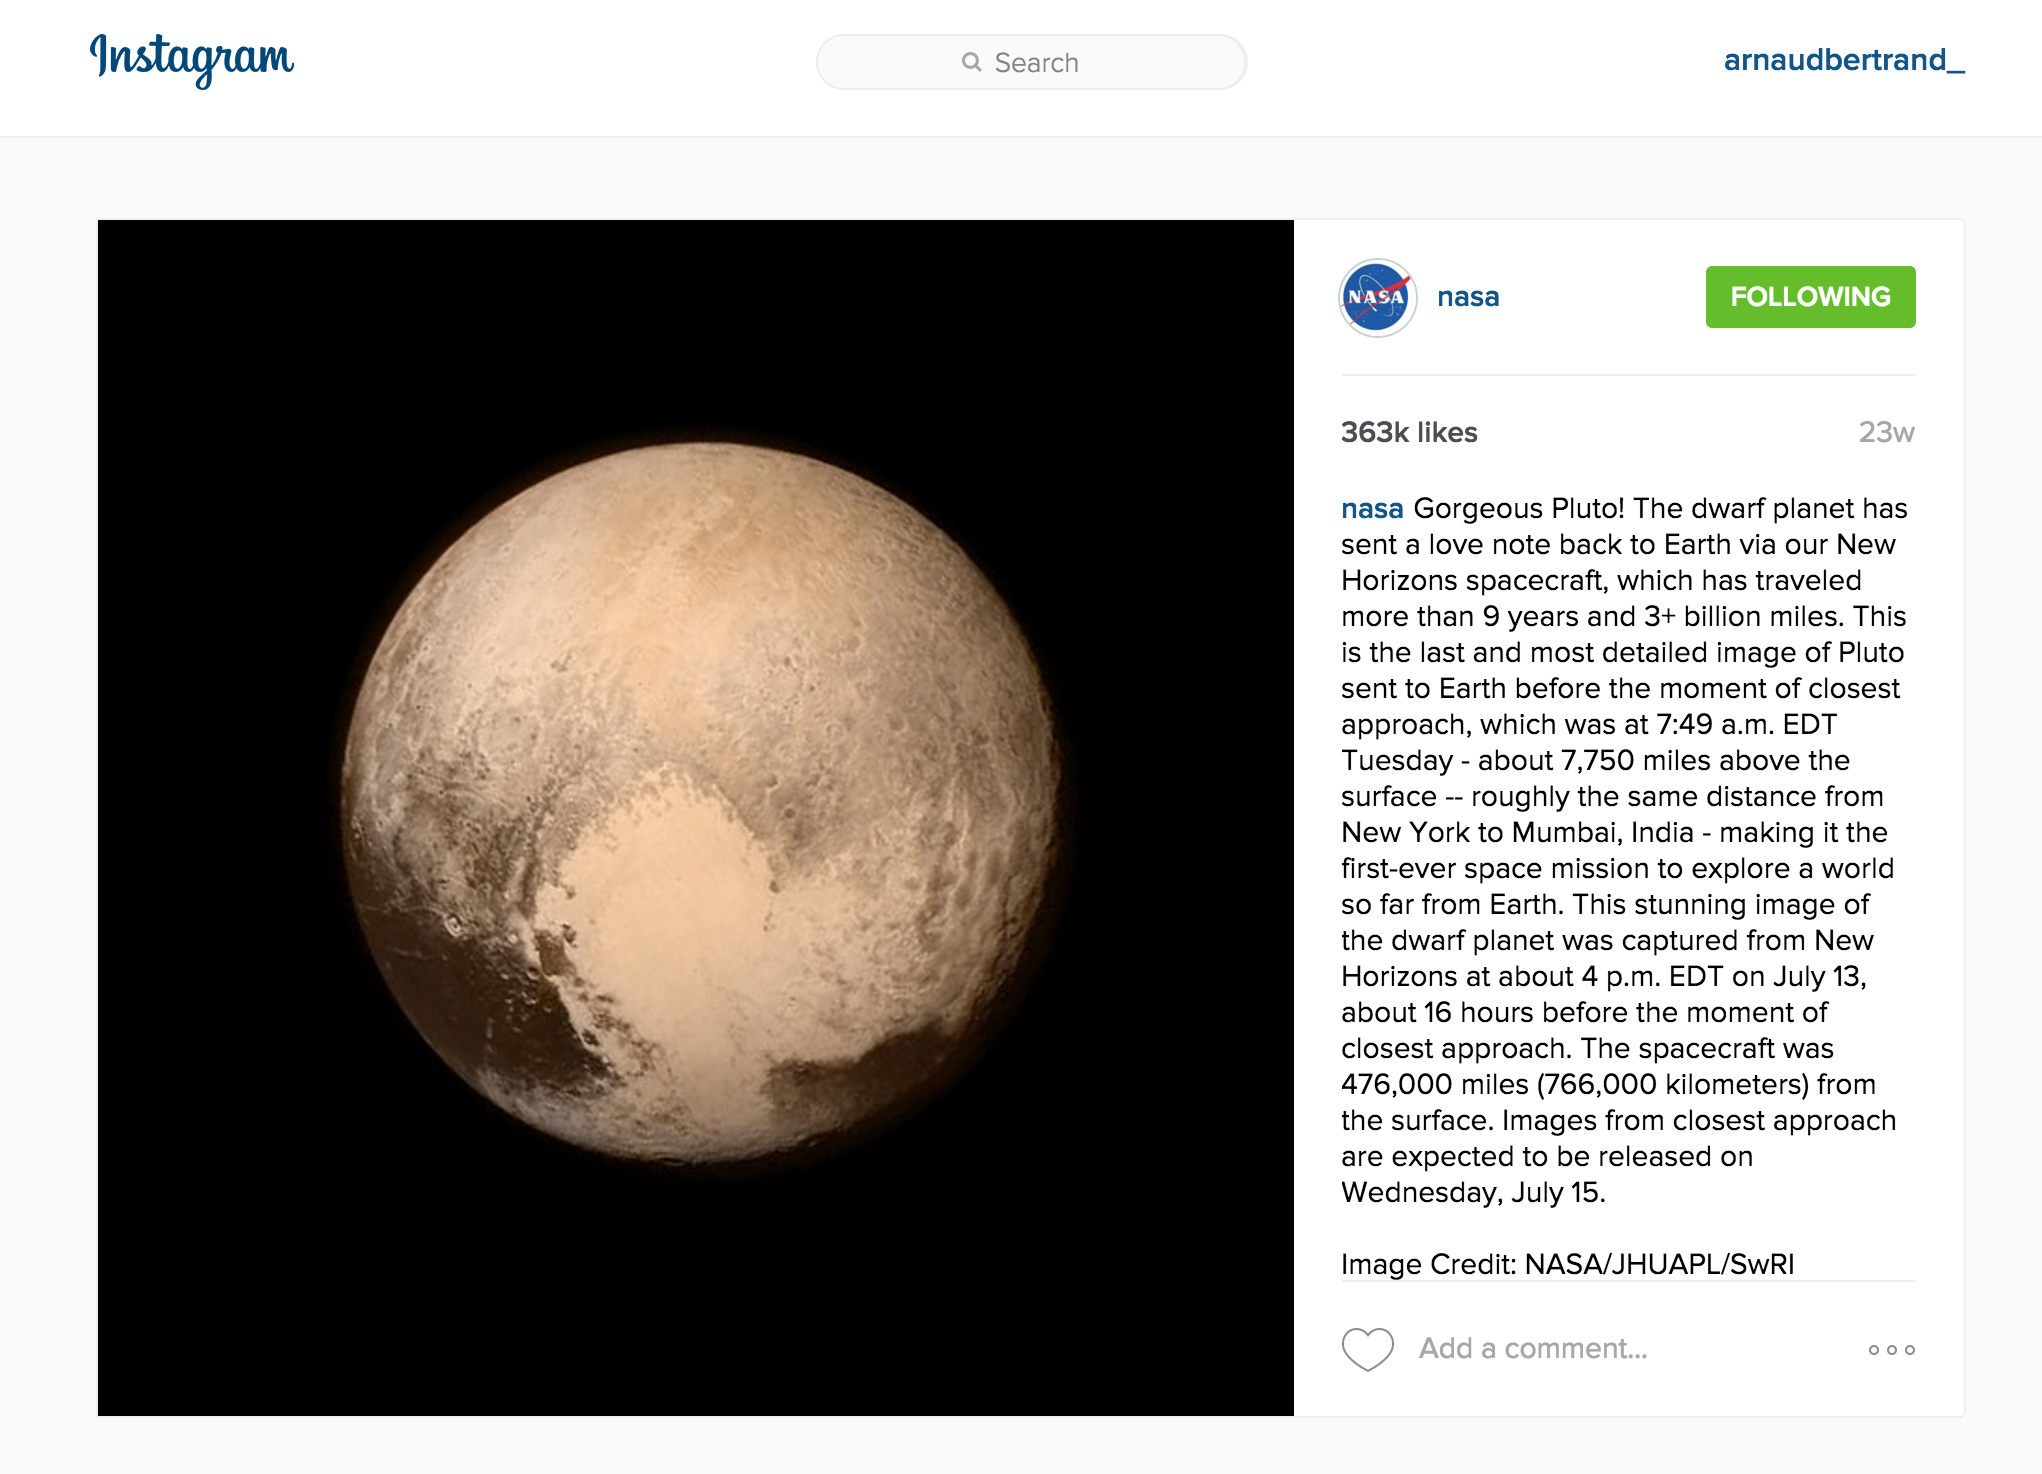 Instagram
Search
arnaudbertrand_
NASA
nasa
FOLLOWING
363k likes
23w
nasa Gorgeous Pluto! The dwarf planet has
sent a love note back to Earth via our New
Horizons spacecraft, which has traveled
more than 9 years and 3+ billion miles. This
is the last and most detailed image of Pluto
sent to Earth before the moment of closest
approach, which was at 7:49 a.m. EDT
Tuesday - about 7,750 miles above the
surface -- roughly the same distance from
New York to Mumbai, India - making it the
first-ever space mission to explore a world
so far from Earth. This stunning image of
the dwarf planet was captured from New
Horizons at about 4 p.m. EDT on July 13,
about 16 hours before the moment of
closest approach. The spacecraft was
476,000 miles (766,000 kilometers) from
the surface. Images from closest approach
are expected to be released on
Wednesday, July 15.
Image Credit: NASA/JHUAPL/SwRI
Add a comment...